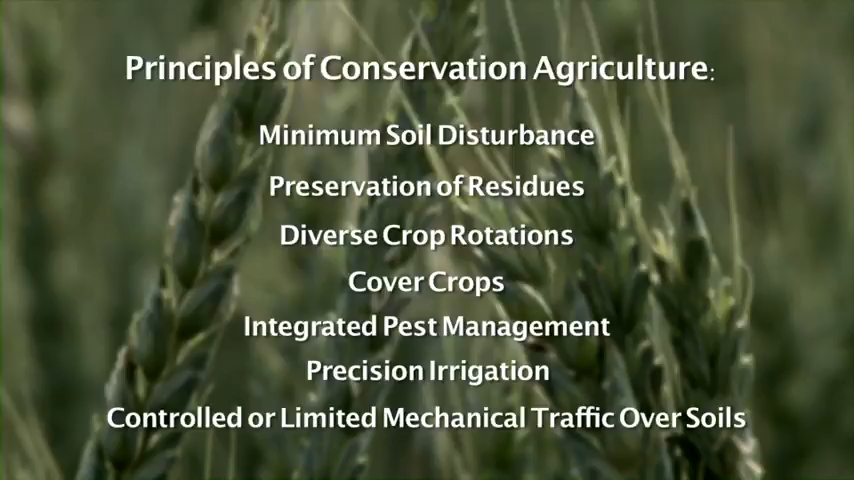 Principles of Conservation Agriculture:
Minimum Soil Disturbance
Preservation of Residues
Diverse Crop Rotations
Cover Crops
Integrated Pest Management
Precision Irrigation
Controlled or Limited Mechanical Traffic Over Soils